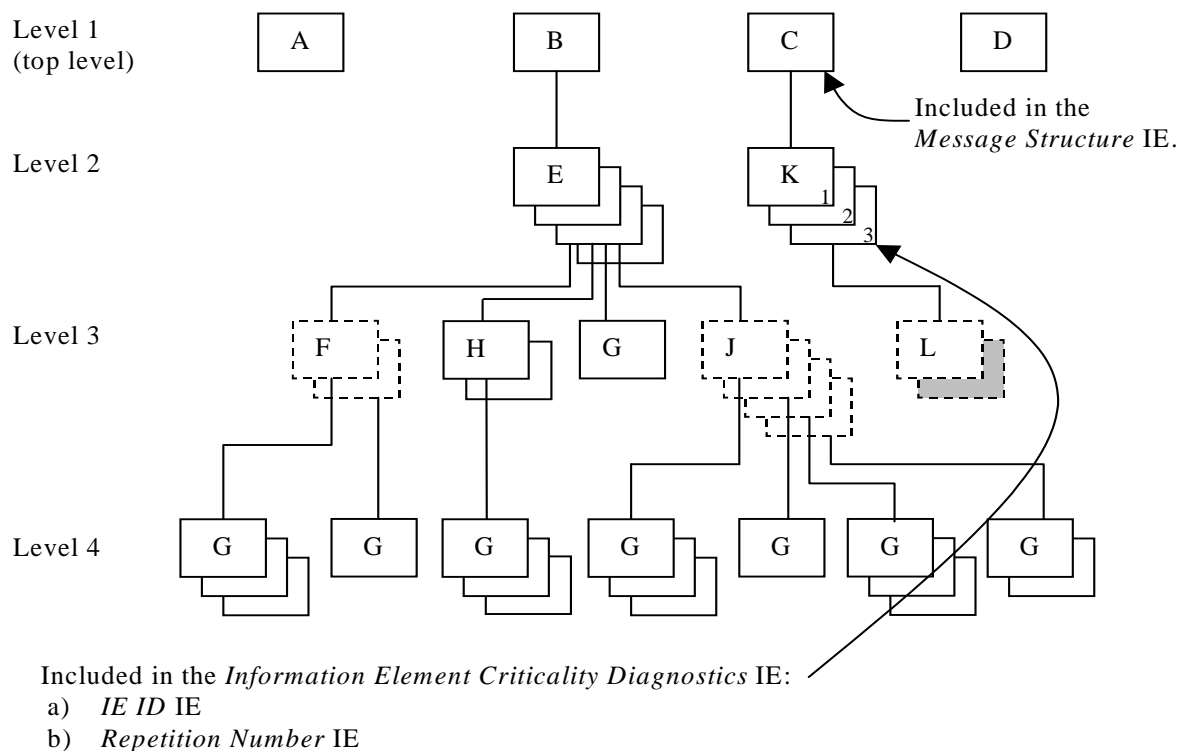 Level 1
(top level)
A
B
C
D
Included in the
Message Structure IE.
Level 2
E
K
1
2
3
Level 3
F
H
G
J
L
Level 4
G
G
G
G
G
G
G
Included in the Information Element Criticality Diagnostics IE:
a) IE ID IE
b) Repetition Number IE